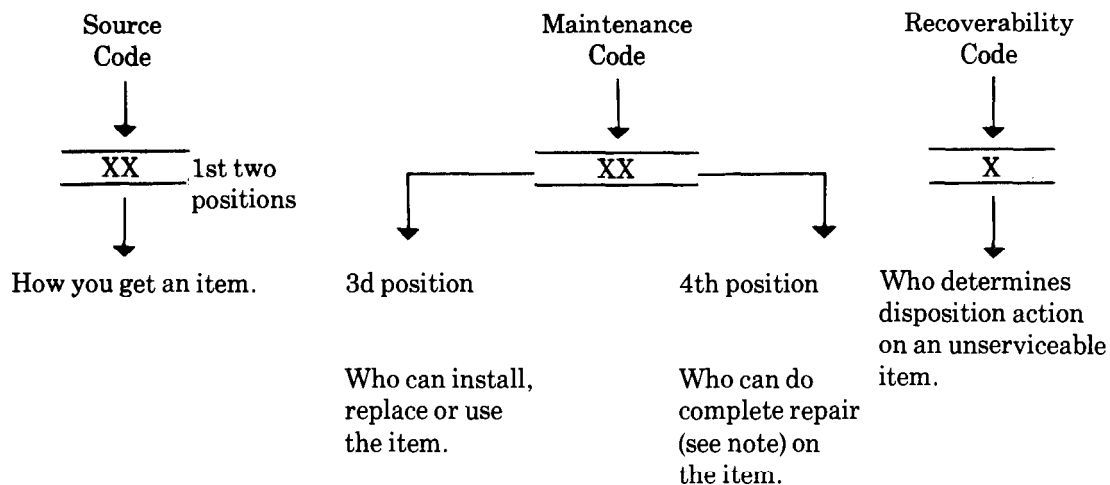 Source
Code
Maintenance
Code
Recoverability
Code
XX
1st two
positions
XX
X
How you get an item.
3d position
4th position
Who determines
disposition action
on an unserviceable
item.
Who can install,
replace or use
the item.
Who can do
complete repair
(see note) on
the item.